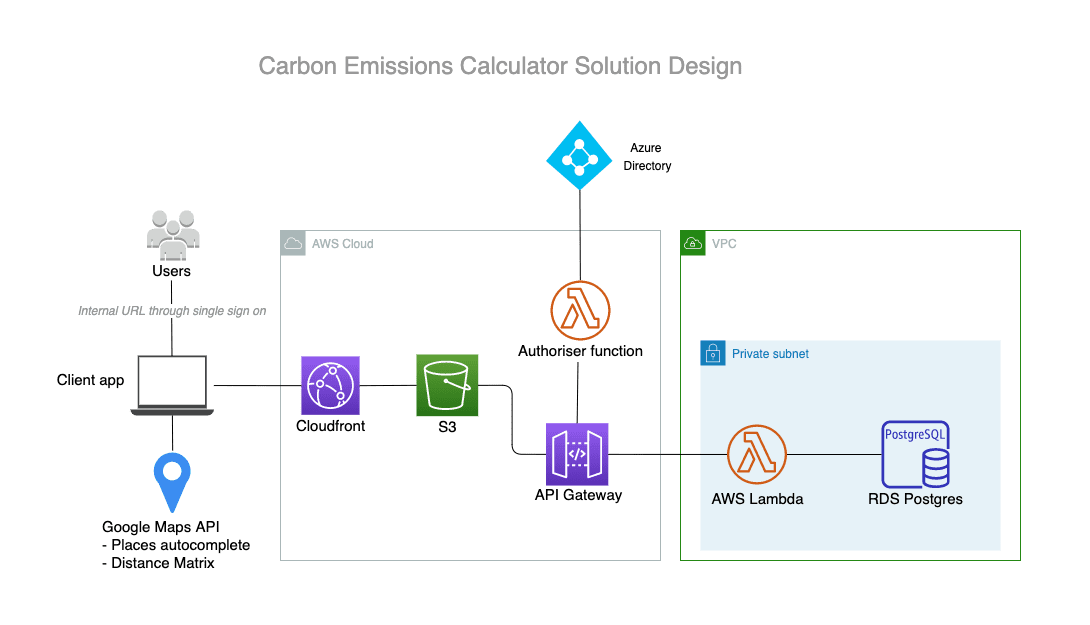 Carbon Emissions Calculator Solution Design
Azure
Directory
Users
AWS Cloud
VPC
Internal URL through single sign on
Authoriser function
Private subnet
Client app
Cloudfront
S3
</>
PostgreSQL
API Gateway
AWS Lambda
RDS Postgres
Google Maps API
- Places autocomplete
- Distance Matrix